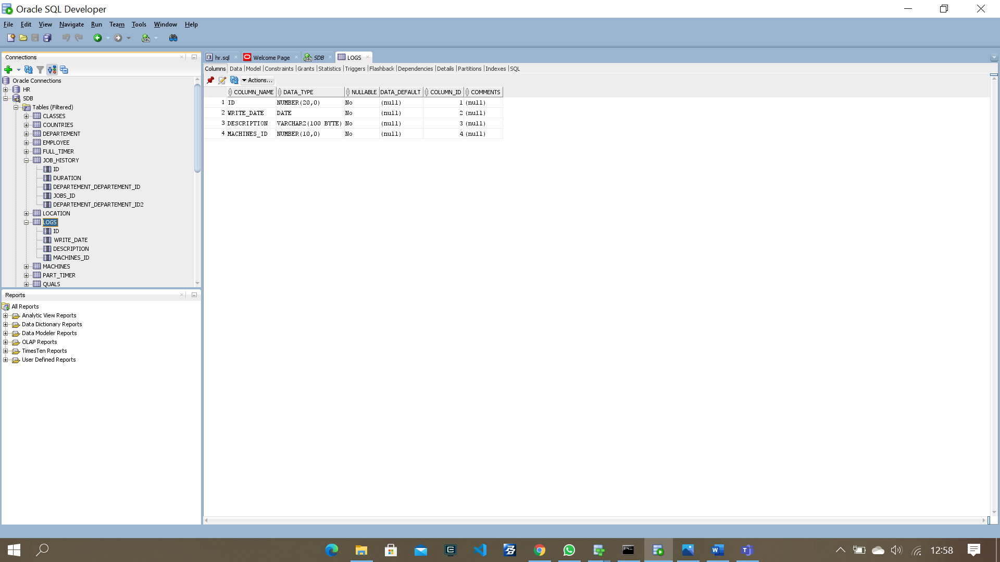 Oracle SQL Developer
File Edit View Navigate Run Team Tools Window Help
Connections
Oracle Connections
HR
SDB
Tables (Filtered)
CLASSES
COUNTRIES
DEPARTEMENT
EMPLOYEE
FULL_TIMER
JOB_HISTORY
ID
DURATION
DEPARTEMENT_DEPARTEMENT_ID
JOBS_ID
DEPARTEMENT_DEPARTEMENT_ID2
LOCATION
LOGS
ID
WRITE_DATE
DESCRIPTION
MACHINES_ID
MACHINES
PART_TIMER
QUALS
Reports
All Reports
Analytic View Reports
Data Dictionary Reports
Data Modeler Reports
OLAP Reports
TimesTen Reports
User Defined Reports
hr.sql Welcome Page SDB LOGS
Columns Data Model Constraints Grants Statistics Triggers Flashback Dependencies Details Partitions Indexes SQL
Actions...
COLUMN_NAME DATA_TYPE NULLABLE DATA_DEFAULT COLUMN_ID COMMENTS
1 ID NUMBER(20,0) No (null) 1 (null)
2 WRITE_DATE DATE No (null) 2 (null)
3 DESCRIPTION VARCHAR2(100 BYTE) No (null) 3 (null)
4 MACHINES_ID NUMBER(10,0) No (null) 4 (null)
12:58